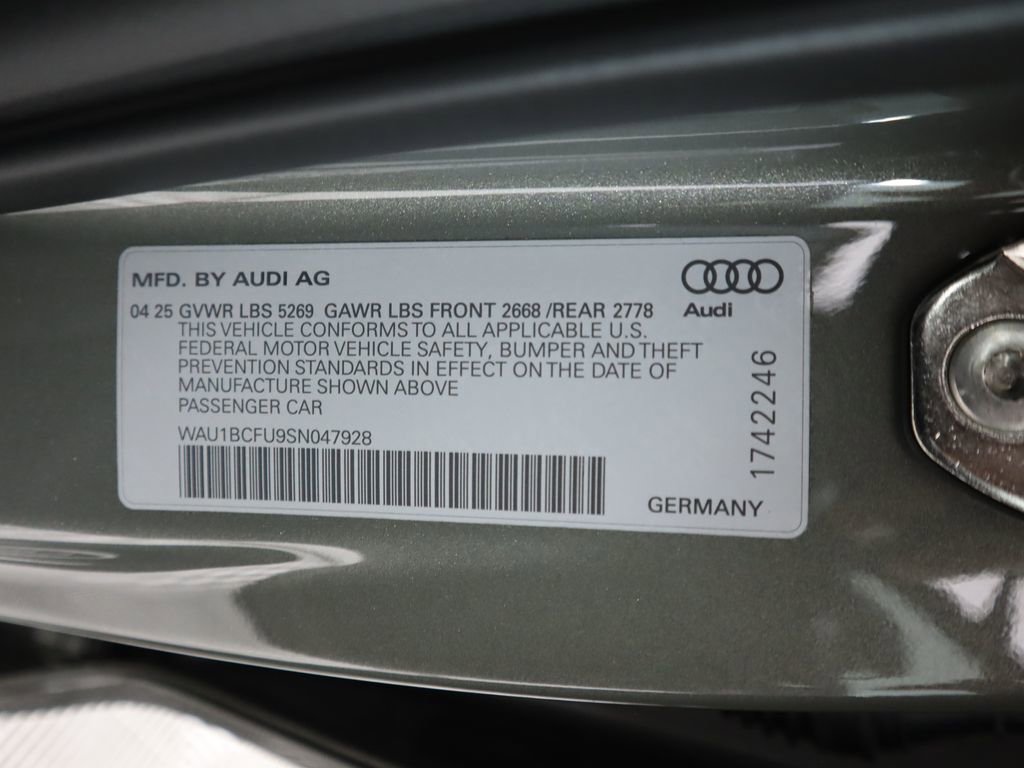 MFD. BY AUDI AG
Audi
04 25 GVWR LBS 5269 GAWR LBS FRONT 2668 /REAR 2778
THIS VEHICLE CONFORMS TO ALL APPLICABLE U.S.
FEDERAL MOTOR VEHICLE SAFETY, BUMPER AND THEFT
PREVENTION STANDARDS IN EFFECT ON THE DATE OF
MANUFACTURE SHOWN ABOVE
PASSENGER CAR
WAU1BCFU9SN047928
1742246
GERMANY